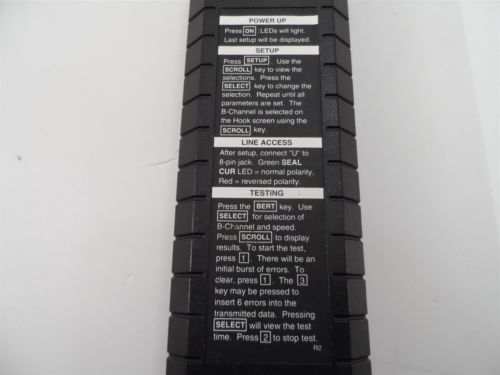 POWER UP
Press ON. LEDs will light.
Last setup will be displayed.
SETUP
Press SETUP. Use the
SCROLL key to view the
selections. Press the
SELECT key to change the
selection. Repeat until all
parameters are set. The
B-Channel is selected on
the Hook screen using the
SCROLL key.
LINE ACCESS
After setup, connect "U" to
8-pin jack. Green SEAL
CUR LED = normal polarity.
Red = reversed polarity.
TESTING
Press the BERT key. Use
SELECT for selection of
B-Channel and speed.
Press SCROLL to display
results. To start the test,
press 1. There will be an
initial burst of errors. To
clear, press 1. The 3
key may be pressed to
insert 6 errors into the
transmitted data. Pressing
SELECT will view the test
time. Press 2 to stop test.
R2